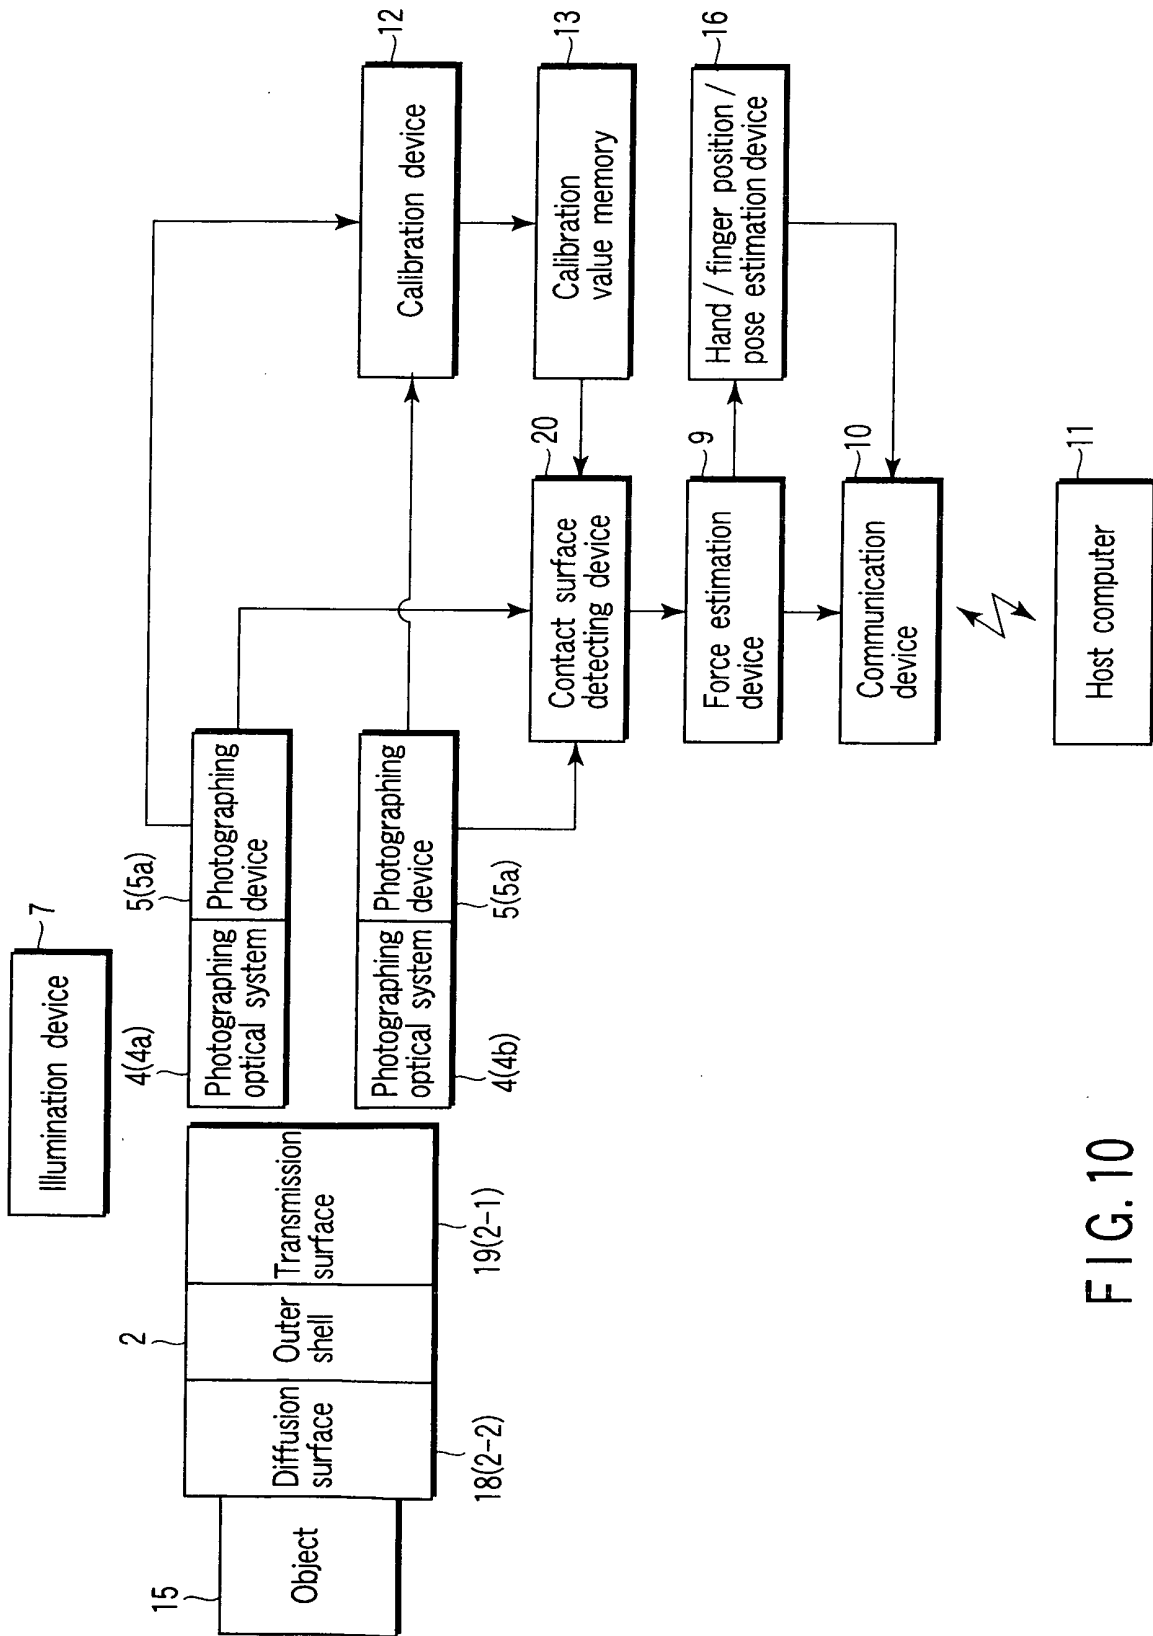 15
Object
2
Diffusion
surface
Outer
shell
Transmission
surface
18(2-2)
19(2-1)
Illumination device
7
4(4a)
5(5a)
Photographing
optical system
Photographing
device
Photographing
optical system
Photographing
device
4(4b)
5(5a)
Calibration device
12
Calibration
value memory
13
Contact surface
detecting device
20
Force estimation
device
9
Hand / finger position /
pose estimation device
16
Communication
device
10
Host computer
11
FIG. 10